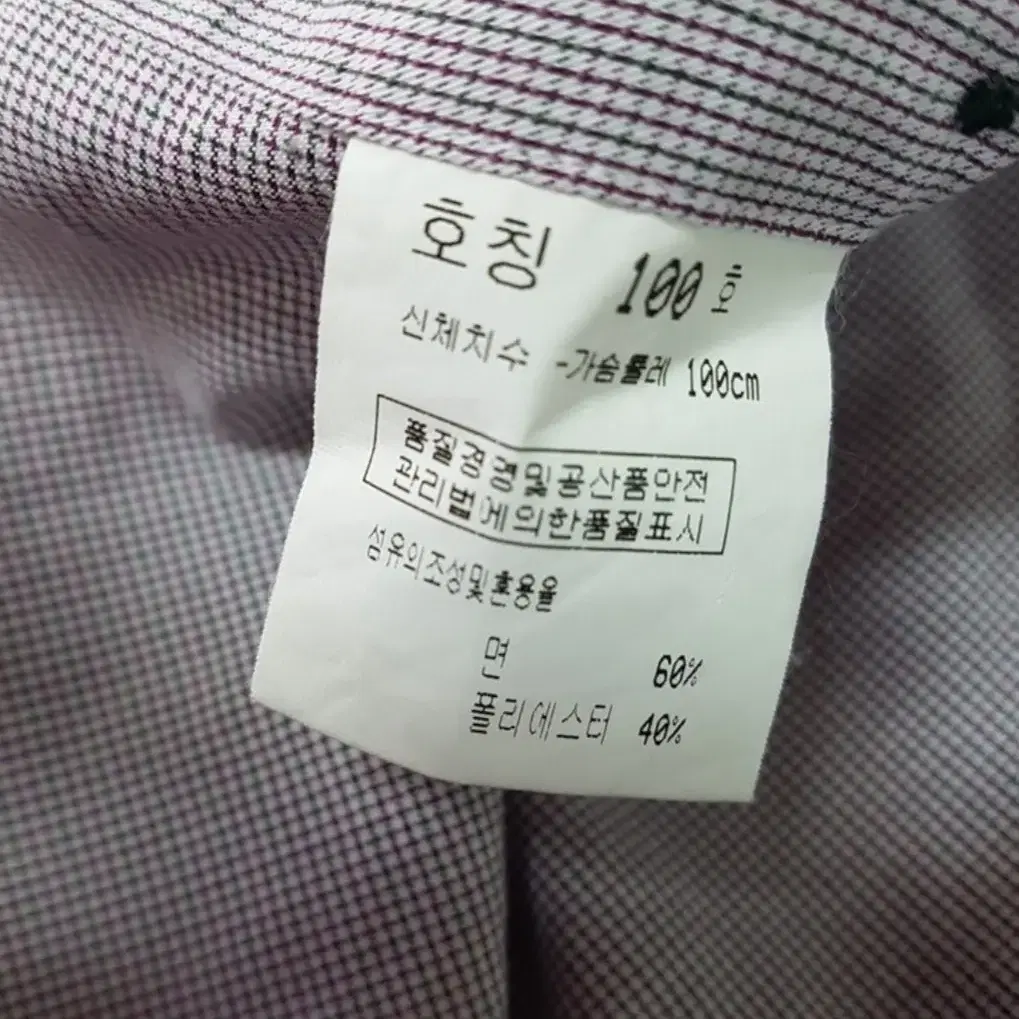 호칭 100호
신체치수 -가슴둘레 100cm
품질경영및공산품안전
관리법에의한품질표시
섬유의조성및혼용율
면 60%
폴리에스터 40%